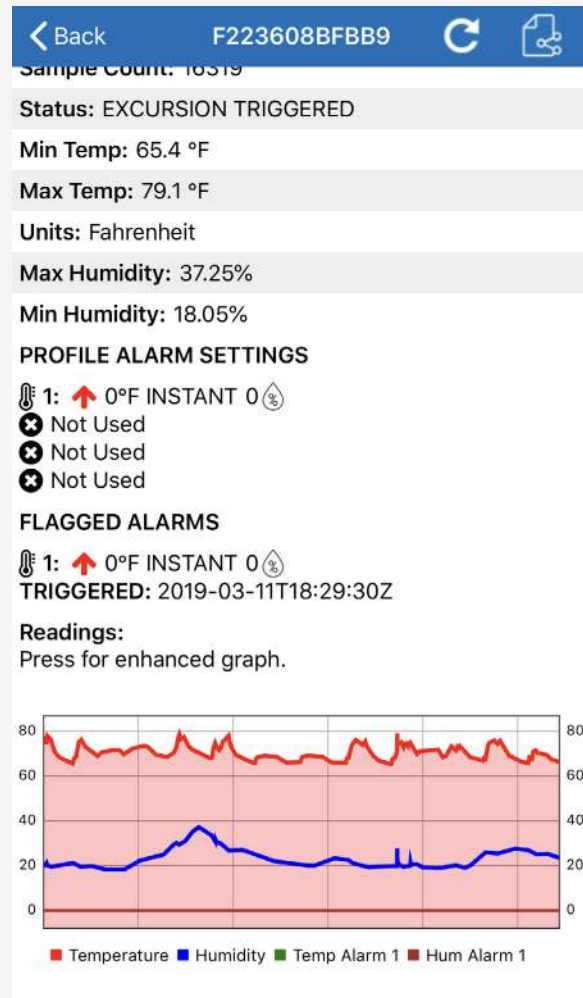 Back F223608BFBB9
Sample Count: 16319
Status: EXCURSION TRIGGERED
Min Temp: 65.4 °F
Max Temp: 79.1 °F
Units: Fahrenheit
Max Humidity: 37.25%
Min Humidity: 18.05%
PROFILE ALARM SETTINGS
1: 0°F INSTANT 0 %
Not Used
Not Used
Not Used
FLAGGED ALARMS
1: 0°F INSTANT 0 %
TRIGGERED: 2019-03-11T18:29:30Z
Readings:
Press for enhanced graph.
80 80
60 60
40 40
20 20
0 0
Temperature Humidity Temp Alarm 1 Hum Alarm 1